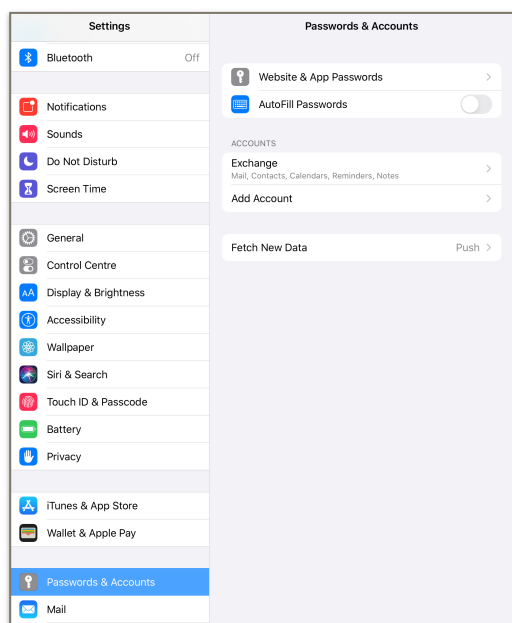 Settings
Bluetooth Off
Notifications
Sounds
Do Not Disturb
Screen Time
General
Control Centre
AA Display & Brightness
Accessibility
Wallpaper
Siri & Search
Touch ID & Passcode
Battery
Privacy
iTunes & App Store
Wallet & Apple Pay
Passwords & Accounts
Mail
Passwords & Accounts
Website & App Passwords
AutoFill Passwords
ACCOUNTS
Exchange
Mail, Contacts, Calendars, Reminders, Notes
Add Account
Fetch New Data Push